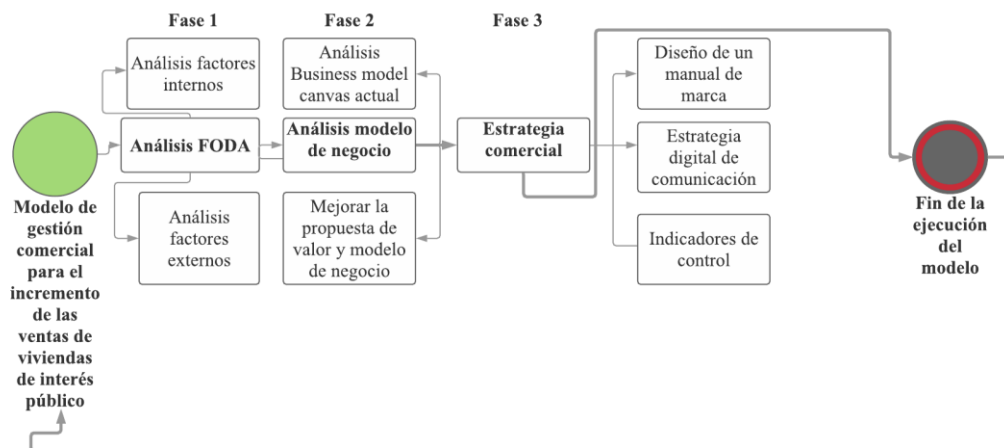 Fase 1
Fase 2
Fase 3
Análisis factores
internos
Análisis
Business model
canvas actual
Diseño de un
manual de
marca
Análisis FODA
Análisis modelo
de negocio
Estrategia
comercial
Estrategia
digital de
comunicación
Modelo de
gestión
comercial
para el
incremento
de las
ventas de
viviendas
de interés
público
Análisis
factores
externos
Mejorar la
propuesta de
valor y modelo
de negocio
Indicadores de
control
Fin de la
ejecución
del
modelo